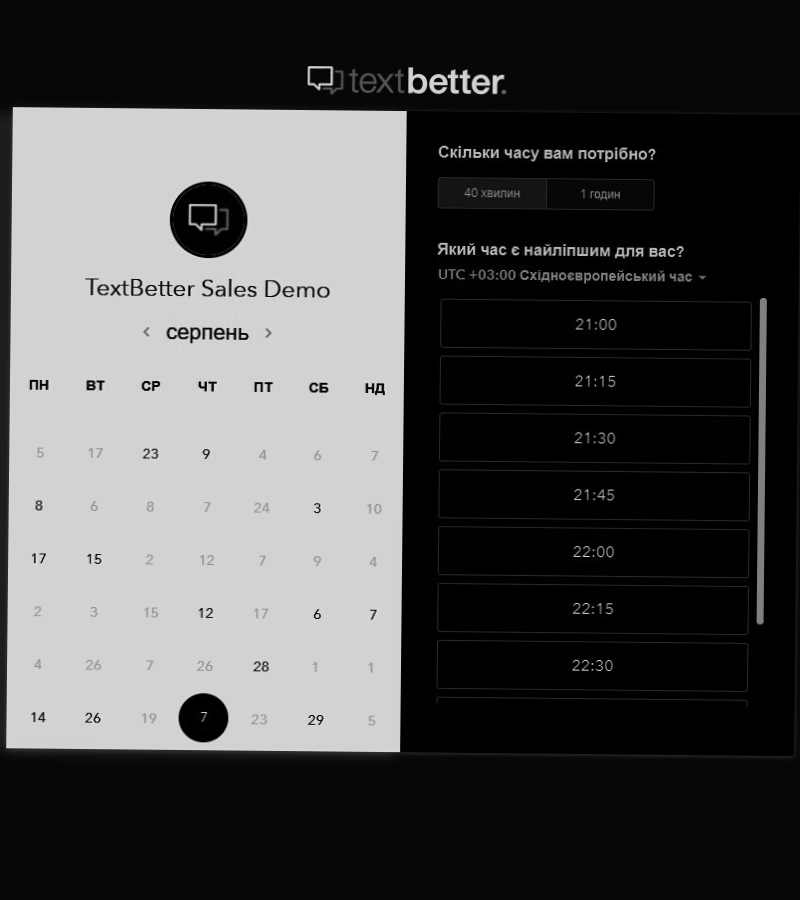 textbetter.
TextBetter Sales Demo
‹ серпень ›
ПН ВТ СР ЧТ ПТ СБ НД
5 17 23 9 4 6 7
8 6 8 7 24 3 10
17 15 2 12 7 9 4
2 3 15 12 17 6 7
4 26 7 26 28 1 1
14 26 19 7 23 29 5
Скільки часу вам потрібно?
40 хвилин 1 годин
Який час є найліпшим для вас?
UTC +03:00 Східноєвропейський час
21:00
21:15
21:30
21:45
22:00
22:15
22:30